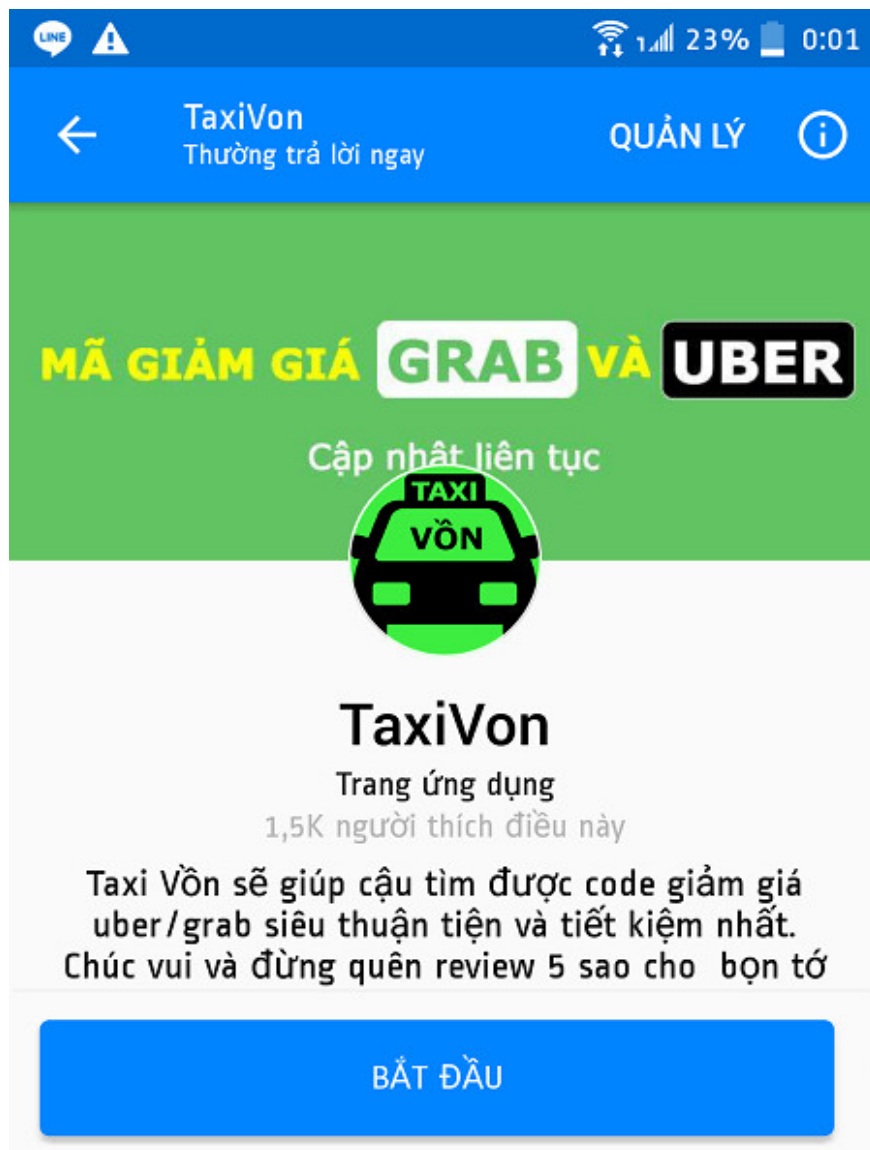 LINE
23% 0:01
TaxiVon
Thường trả lời ngay
QUẢN LÝ
MÃ GIẢM GIÁ GRAB VÀ UBER
Cập nhật liên tục
TAXI
VỒN
TaxiVon
Trang ứng dụng
1,5K người thích điều này
Taxi Vồn sẽ giúp cậu tìm được code giảm giá
uber/grab siêu thuận tiện và tiết kiệm nhất.
Chúc vui và đừng quên review 5 sao cho bọn tớ
BẮT ĐẦU